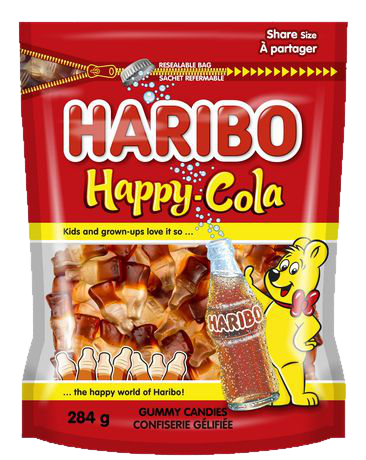 Share Size
À partager
RESEALABLE BAG
SACHET REFERMABLE
HARIBO
Happy-Cola
Kids and grown-ups love it so ...
HARIBO
... the happy world of Haribo!
284 g
GUMMY CANDIES
CONFISERIE GÉLIFIÉE